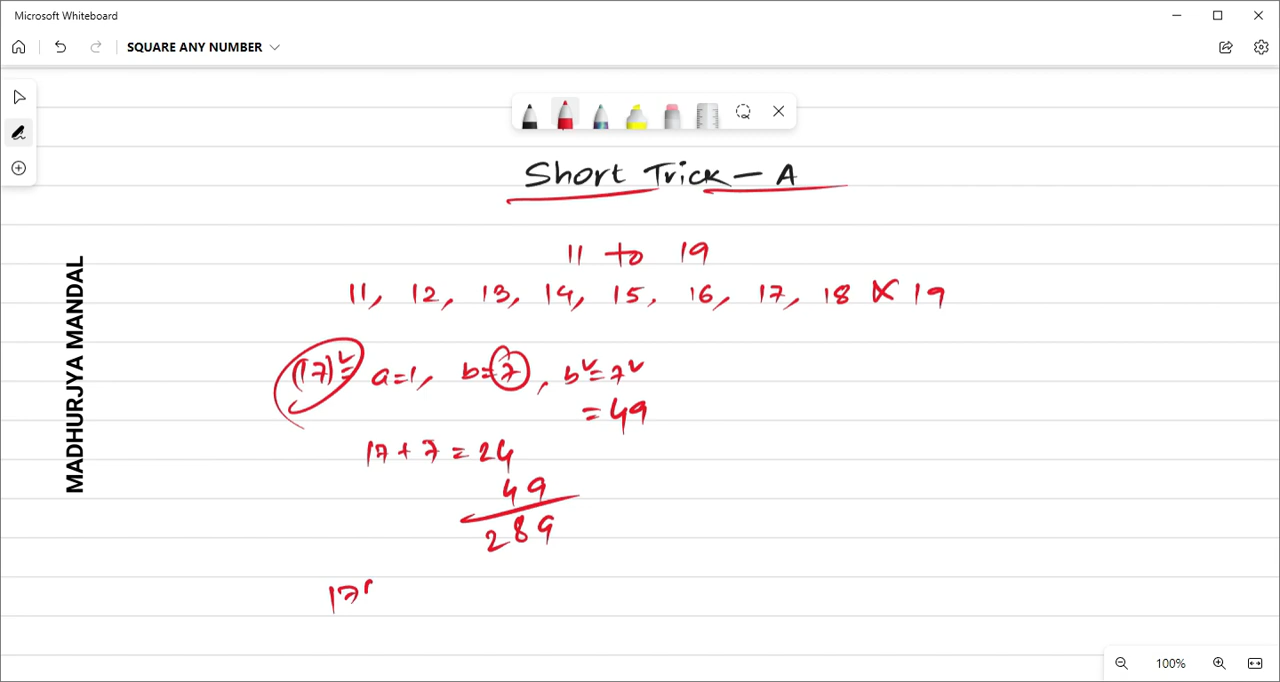 Microsoft Whiteboard
SQUARE ANY NUMBER
Short Trick - A
11 to 19
11, 12, 13, 14, 15, 16, 17, 18 & 19
(17)² = a=1, b=7, b²=7²
=49
17 + 7 = 24
49
289
17
MADHURJYA MANDAL
100%